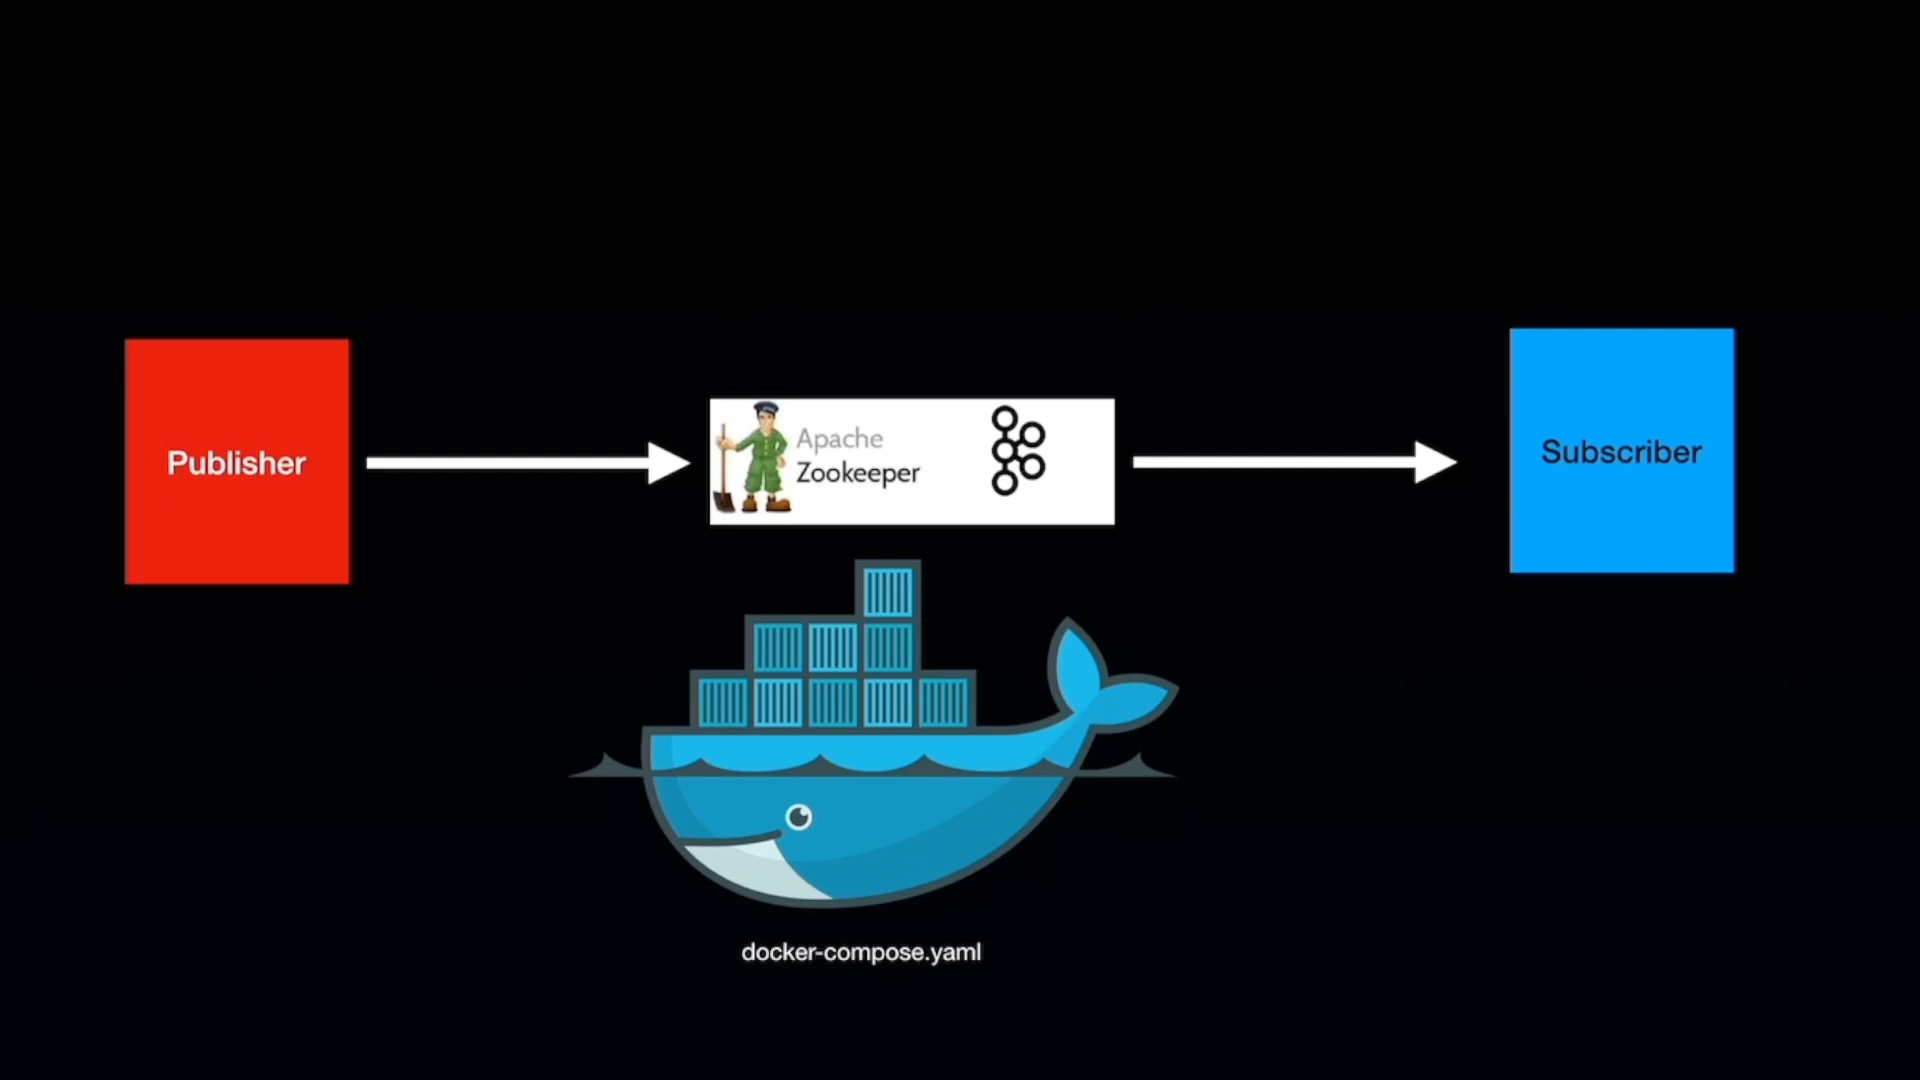 Publisher
Apache
Zookeeper
Subscriber
docker-compose.yaml